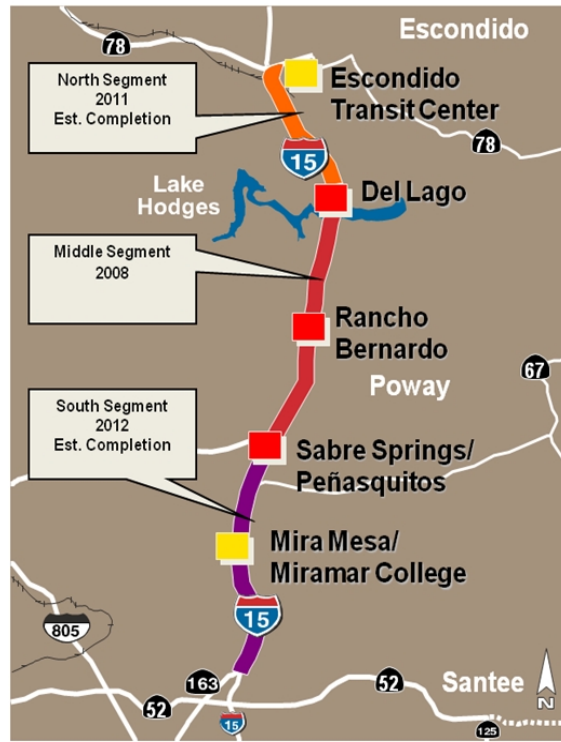 Escondido
78
North Segment
2011
Est. Completion
Escondido
Transit Center
78
15
Lake
Hodges
Del Lago
Middle Segment
2008
Rancho
Bernardo
67
Poway
South Segment
2012
Est. Completion
Sabre Springs/
Peñasquitos
Mira Mesa/
Miramar College
15
805
163
52
Santee
N
52
15
125